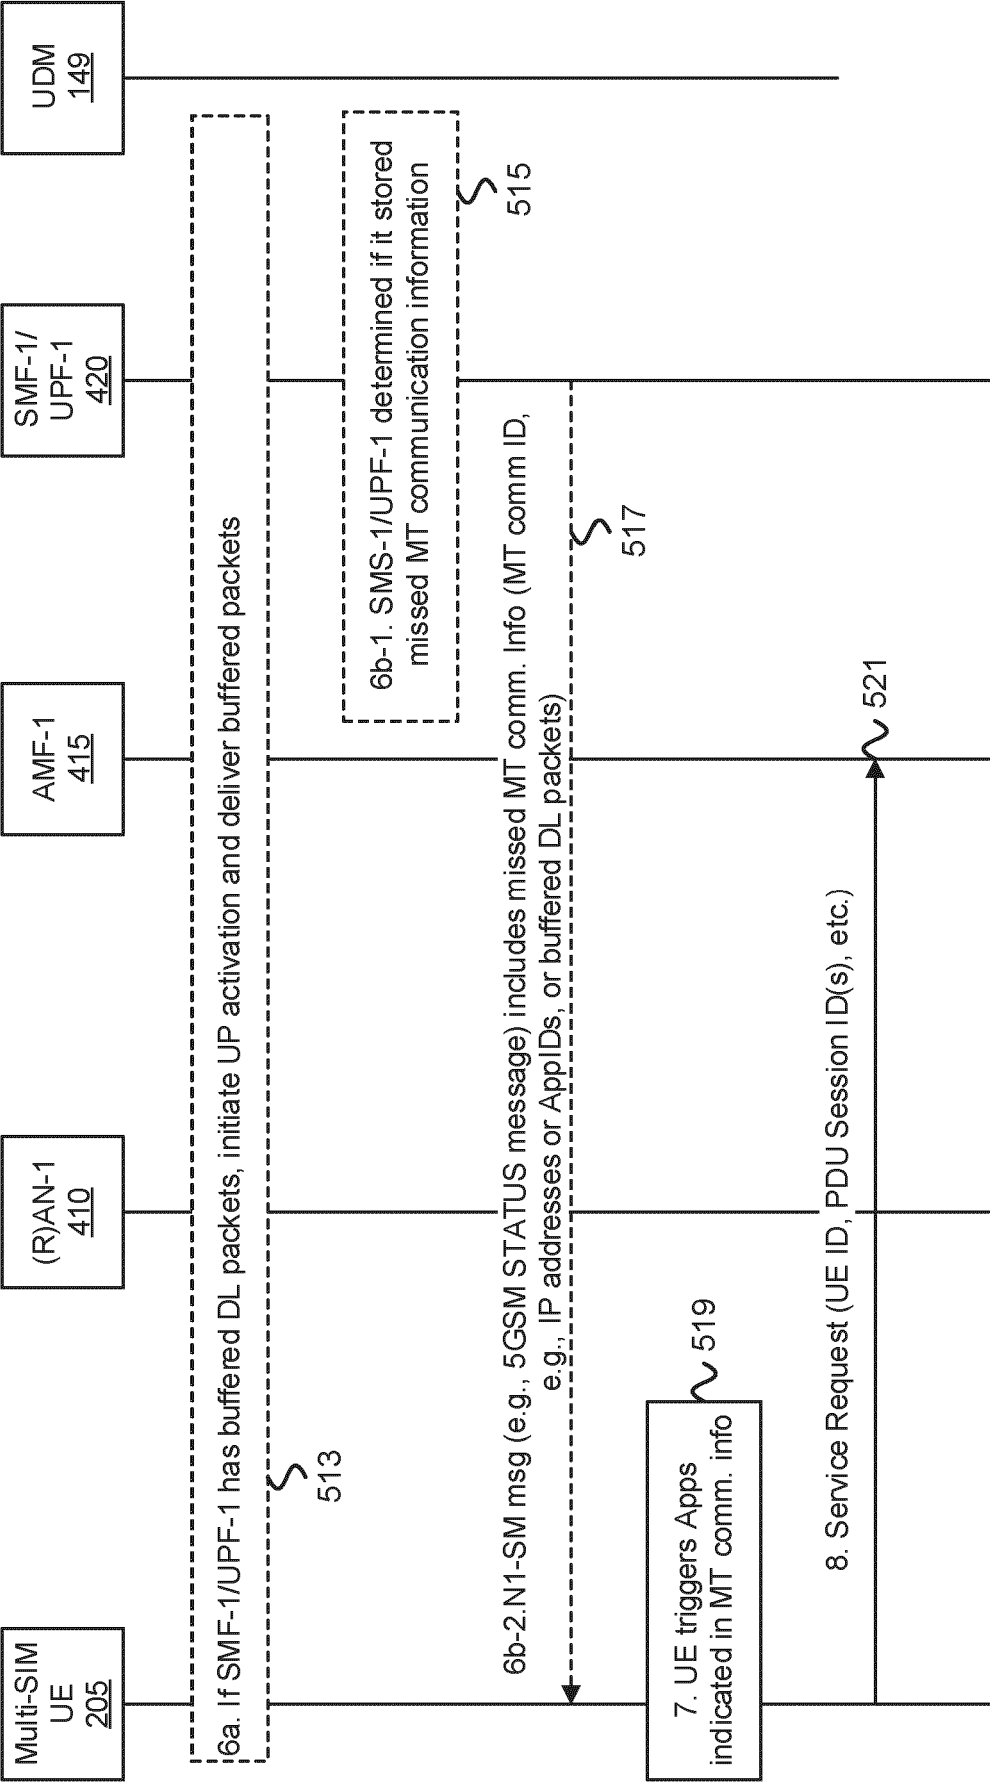 Multi-SIM
UE
205
(R)AN-1
410
AMF-1
415
SMF-1/
UPF-1
420
UDM
149
6a. If SMF-1/UPF-1 has buffered DL packets, initiate UP activation and deliver buffered packets
513
6b-1. SMS-1/UPF-1 determined if it stored
missed MT communication information
515
6b-2.N1-SM msg (e.g., 5GSM STATUS message) includes missed MT comm. Info (MT comm ID,
e.g., IP addresses or AppIDs, or buffered DL packets)
517
7. UE triggers Apps
indicated in MT comm. info
519
8. Service Request (UE ID, PDU Session ID(s), etc.)
521